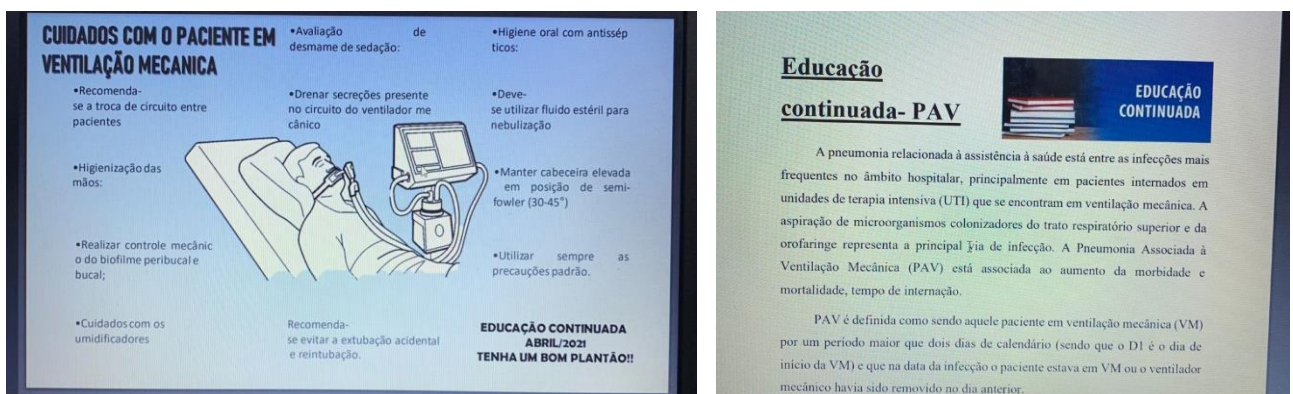 CUIDADOS COM O PACIENTE EM
VENTILAÇÃO MECANICA
•Recomenda-
se a troca de circuito entre
pacientes
•Higienização das
mãos:
•Realizar controle mecânic
o do biofilme peribucal e
bucal;
•Cuidados com os
umidificadores
•Avaliação de
desmame de sedação:
•Drenar secreções presente
no circuito do ventilador me
cânico
Recomenda-
se evitar a extubação acidental
e reintubação.
•Higiene oral com antissép
ticos:
•Deve-
se utilizar fluido estéril para
nebulização
•Manter cabeceira elevada
em posição de semi-
fowler (30-45°)
•Utilizar sempre as
precauções padrão.
EDUCAÇÃO CONTINUADA
ABRIL/2021
TENHA UM BOM PLANTÃO!!
Educação
continuada- PAV
EDUCAÇÃO
CONTINUADA
A pneumonia relacionada à assistência à saúde está entre as infecções mais
frequentes no âmbito hospitalar, principalmente em pacientes internados em
unidades de terapia intensiva (UTI) que se encontram em ventilação mecânica. A
aspiração de microorganismos colonizadores do trato respiratório superior e da
orofaringe representa a principal via de infecção. A Pneumonia Associada à
Ventilação Mecânica (PAV) está associada ao aumento da morbidade e
mortalidade, tempo de internação.
PAV é definida como sendo aquele paciente em ventilação mecânica (VM)
por um periodo maior que dois dias de calendário (sendo que o D1 é o dia de
início da VM) e que na data da infecção o paciente estava em VM ou o ventilador
mecânico havia sido removido no dia anterior.